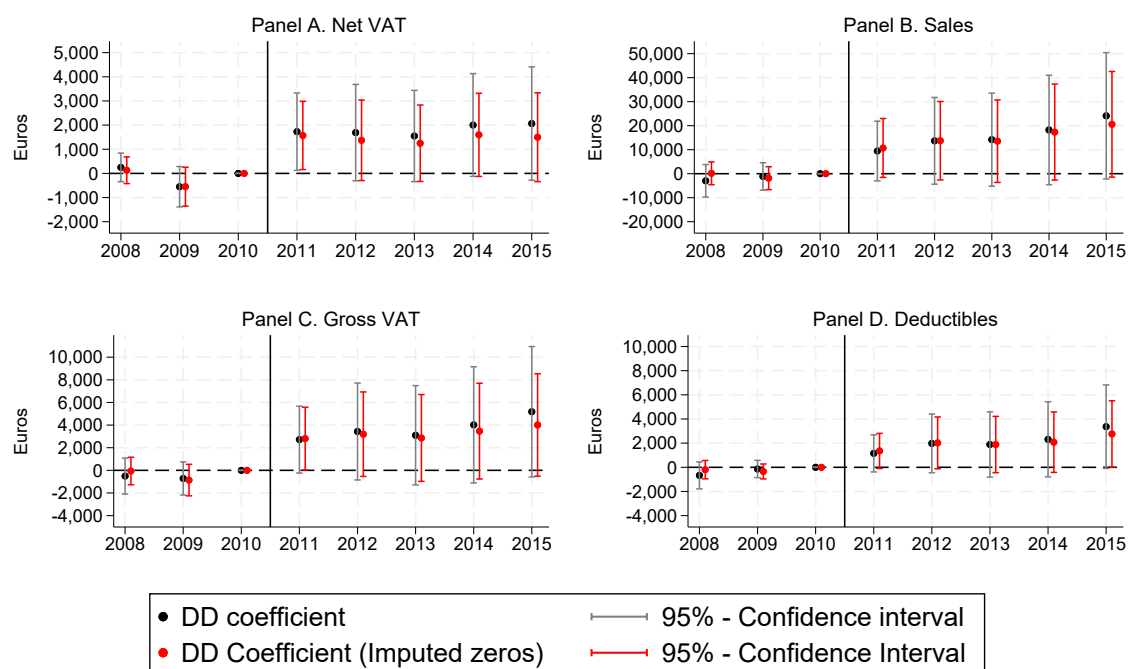 Panel A. Net VAT
Euros
5,000
4,000
3,000
2,000
1,000
0
-1,000
-2,000
2008 2009 2010 2011 2012 2013 2014 2015
Panel B. Sales
Euros
50,000
40,000
30,000
20,000
10,000
0
-10,000
-20,000
2008 2009 2010 2011 2012 2013 2014 2015
Panel C. Gross VAT
Euros
10,000
8,000
6,000
4,000
2,000
0
-2,000
-4,000
2008 2009 2010 2011 2012 2013 2014 2015
Panel D. Deductibles
Euros
10,000
8,000
6,000
4,000
2,000
0
-2,000
-4,000
2008 2009 2010 2011 2012 2013 2014 2015
DD coefficient
95% - Confidence interval
DD Coefficient (Imputed zeros)
95% - Confidence Interval